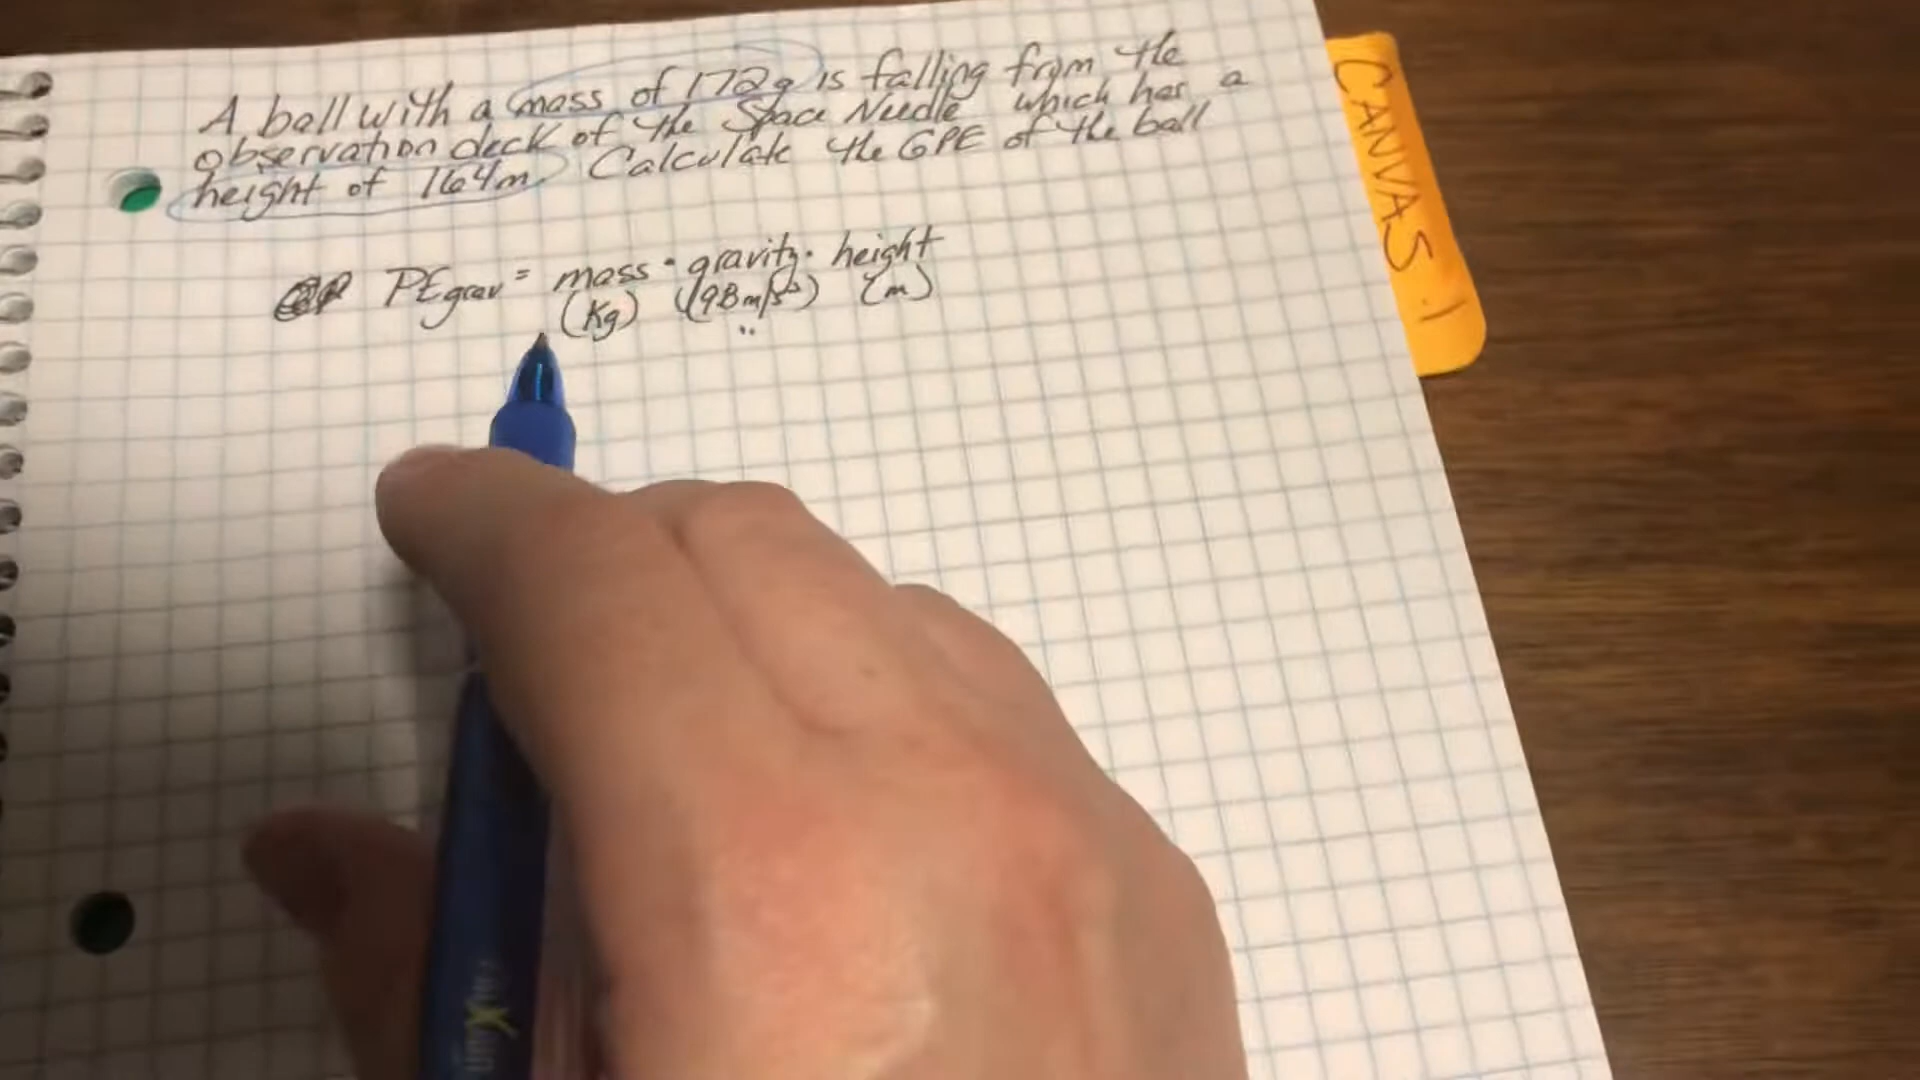 A ball with a mass of 172g is falling from the
observation deck of the Space Needle which has a
height of 164m. Calculate the GPE of the ball
PEgrav = mass · gravity · height
(Kg) (9.8m/s²) (m)
CANVAS .1